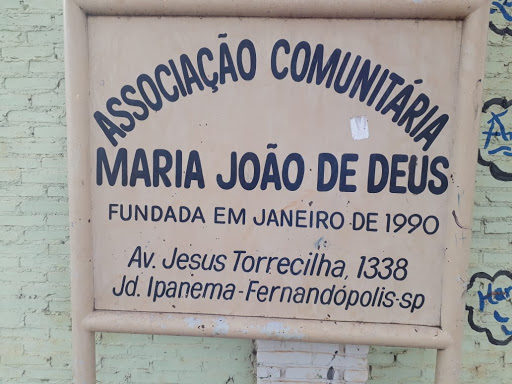 ASSOCIAÇÃO COMUNITÁRIA
MARIA JOÃO DE DEUS
FUNDADA EM JANEIRO DE 1990
Av. Jesus Torrecilha, 1338
Jd. Ipanema-Fernandópolis-sp